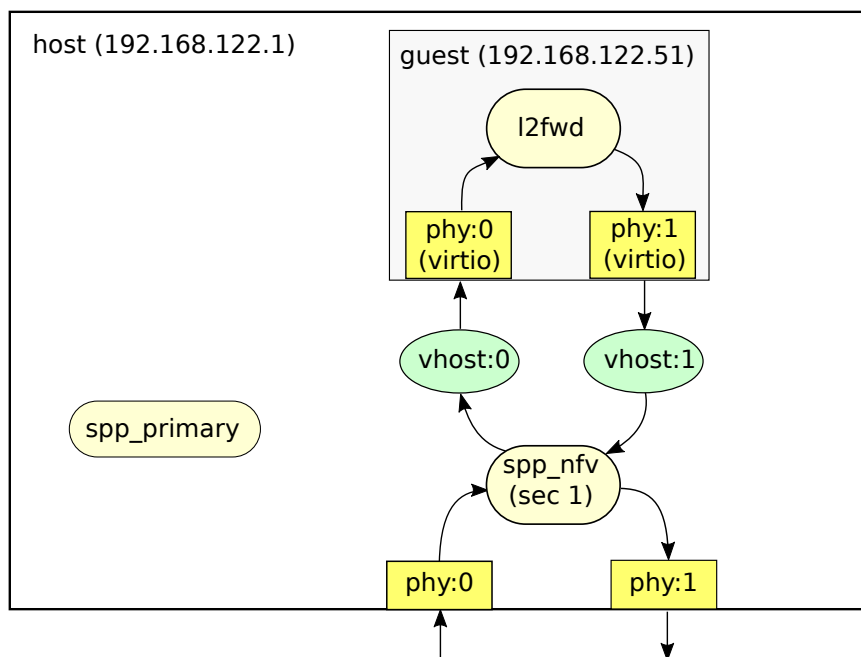 host (192.168.122.1)
guest (192.168.122.51)
l2fwd
phy:0
(virtio)
phy:1
(virtio)
vhost:0
vhost:1
spp_primary
spp_nfv
(sec 1)
phy:0
phy:1